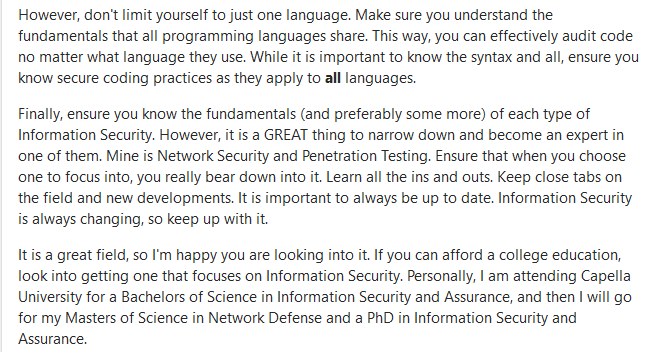 However, don't limit yourself to just one language. Make sure you understand the
fundamentals that all programming languages share. This way, you can effectively audit code
no matter what language they use. While it is important to know the syntax and all, ensure you
know secure coding practices as they apply to all languages.
Finally, ensure you know the fundamentals (and preferably some more) of each type of
Information Security. However, it is a GREAT thing to narrow down and become an expert in
one of them. Mine is Network Security and Penetration Testing. Ensure that when you choose
one to focus into, you really bear down into it. Learn all the ins and outs. Keep close tabs on
the field and new developments. It is important to always be up to date. Information Security
is always changing, so keep up with it.
It is a great field, so I'm happy you are looking into it. If you can afford a college education,
look into getting one that focuses on Information Security. Personally, I am attending Capella
University for a Bachelors of Science in Information Security and Assurance, and then I will go
for my Masters of Science in Network Defense and a PhD in Information Security and
Assurance.